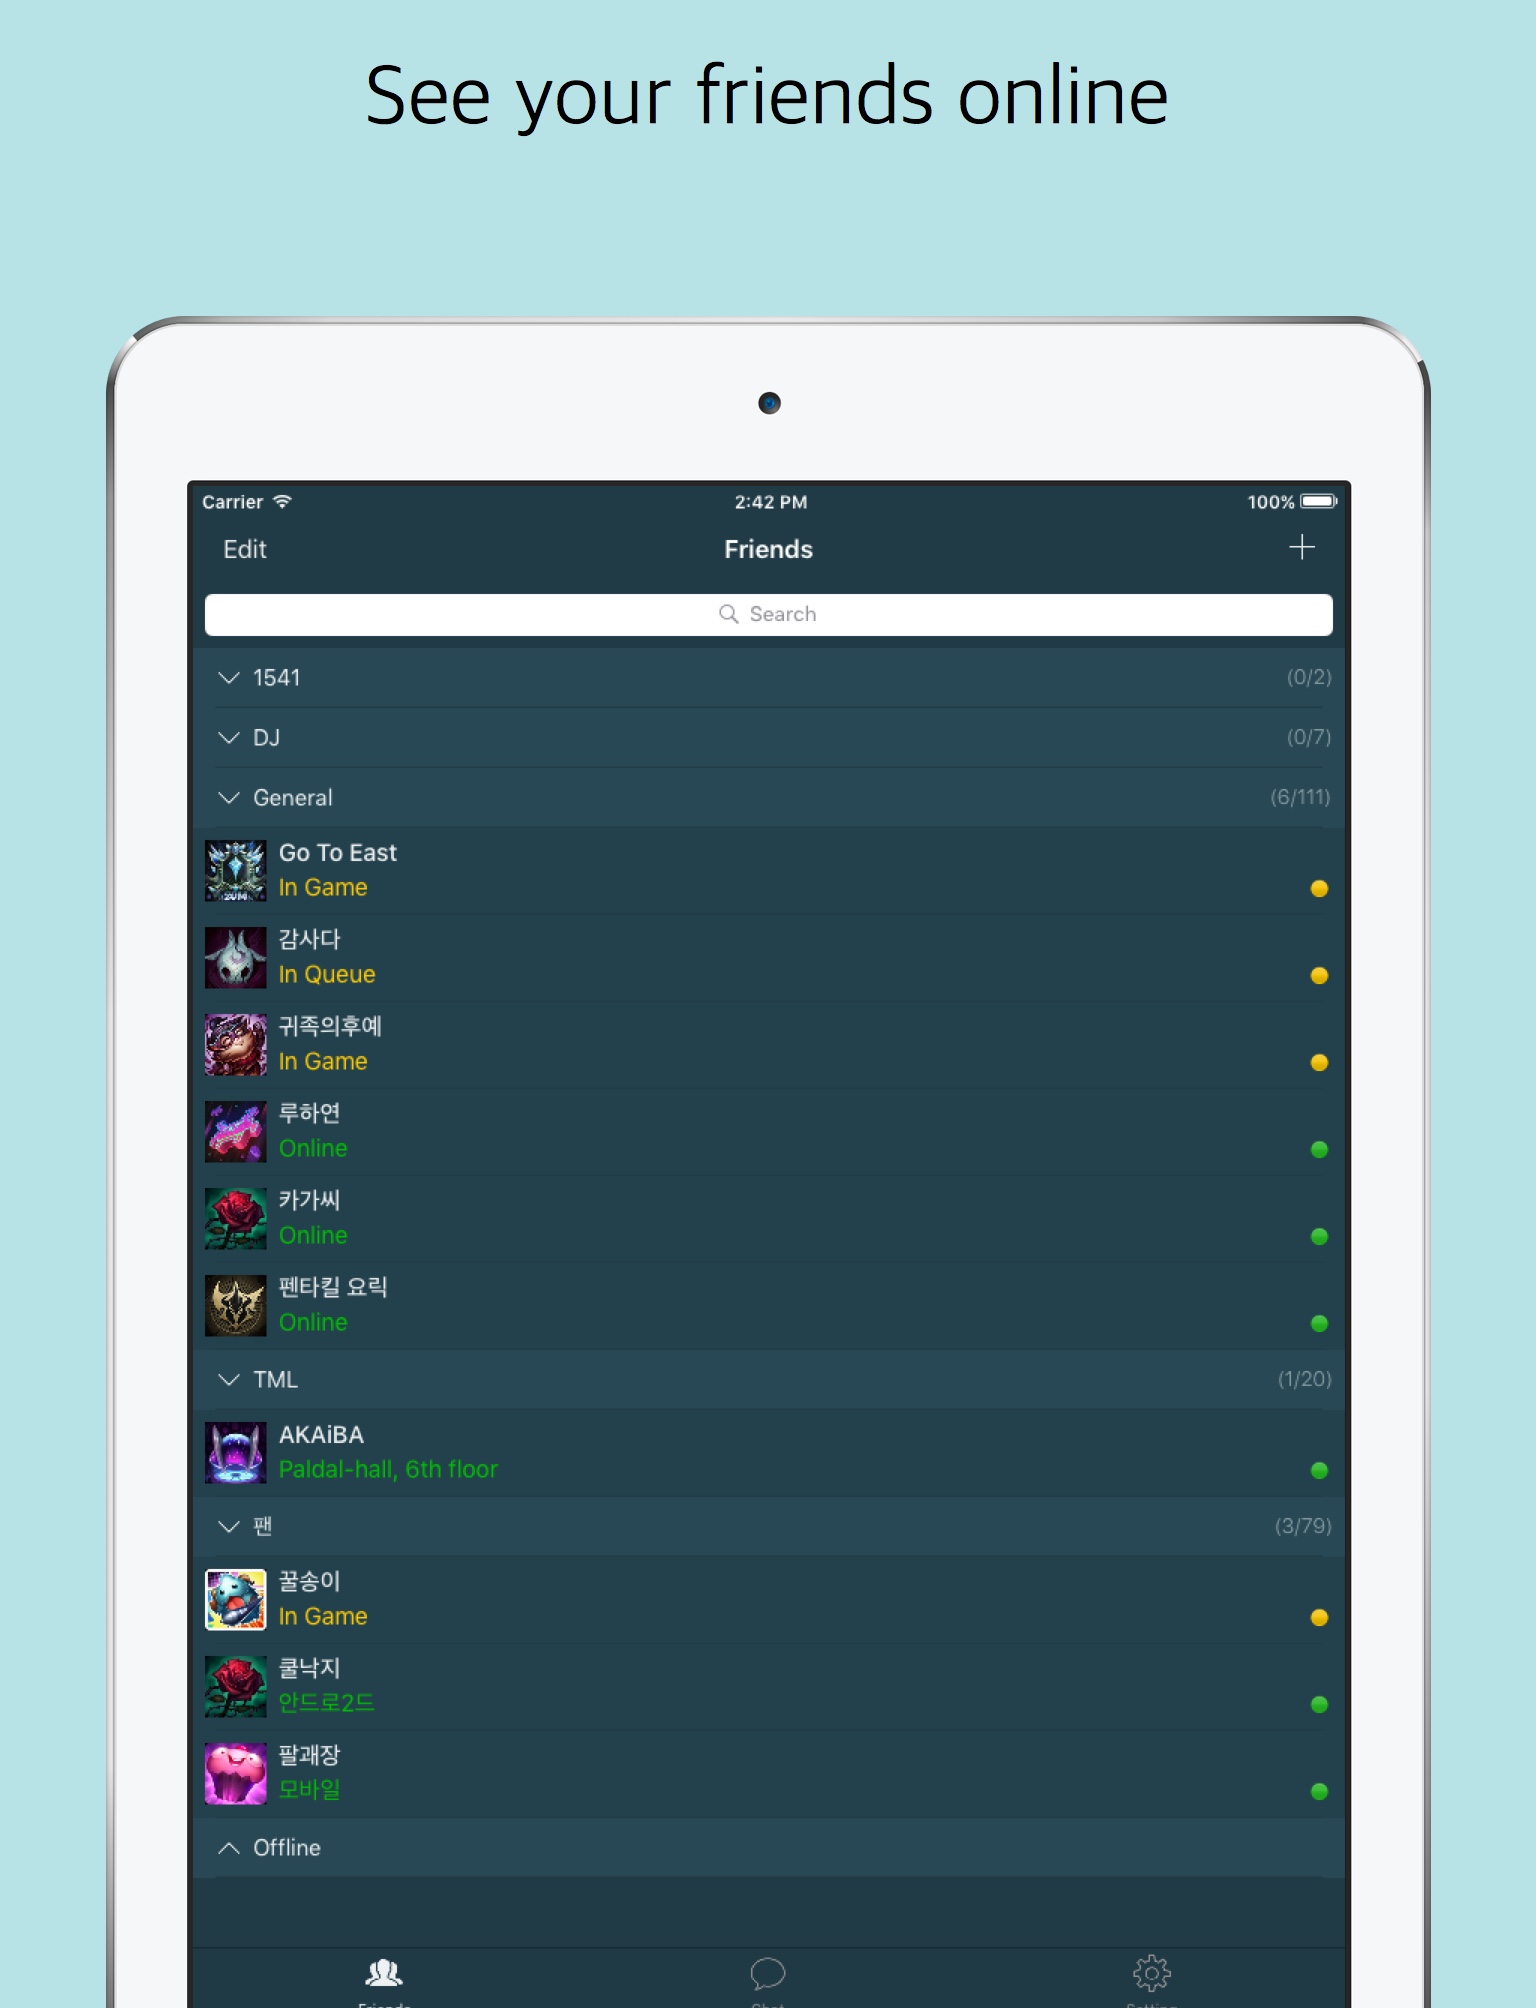 See your friends online
Carrier 2:42 PM 100%
Edit Friends +
Search
1541 (0/2)
DJ (0/7)
General (6/111)
Go To East
In Game
감사다
In Queue
귀족의후예
In Game
루하연
Online
카가씨
Online
펜타킬 요릭
Online
TML (1/20)
AKAiBA
Paldal-hall, 6th floor
팬 (3/79)
꿀송이
In Game
쿨낙지
안드로2드
팔괘장
모바일
Offline